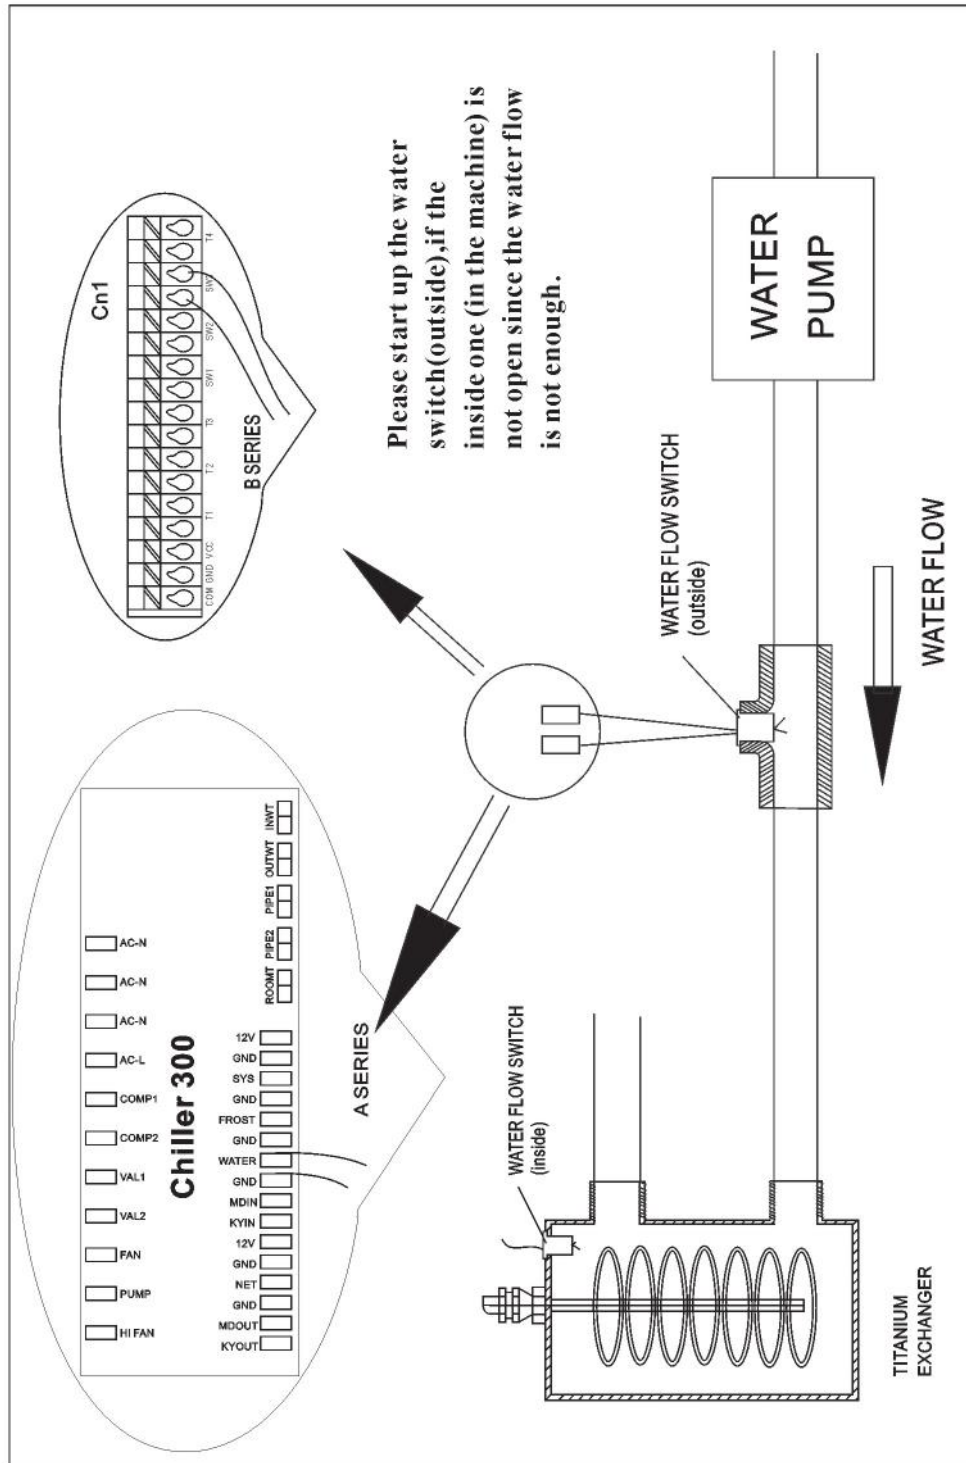 Cn1
COM GND VCC T1 T2 T3 SW1 SW2 SW T4
B SERIES
Please start up the water
switch(outside),if the
inside one (in the machine) is
not open since the water flow
is not enough.
AC-N
AC-N
AC-N
AC-L
COMP1
COMP2
VAL1
VAL2
FAN
PUMP
HI FAN
Chiller 300
12V
GND
SYS
GND
FROST
GND
WATER
GND
MDIN
KYIN
12V
GND
NET
GND
MDOUT
KYOUT
ROOMT PIPE2 PIPE1 OUTWT INWT
A SERIES
WATER FLOW SWITCH
(inside)
WATER FLOW SWITCH
(outside)
WATER
PUMP
WATER FLOW
TITANIUM
EXCHANGER